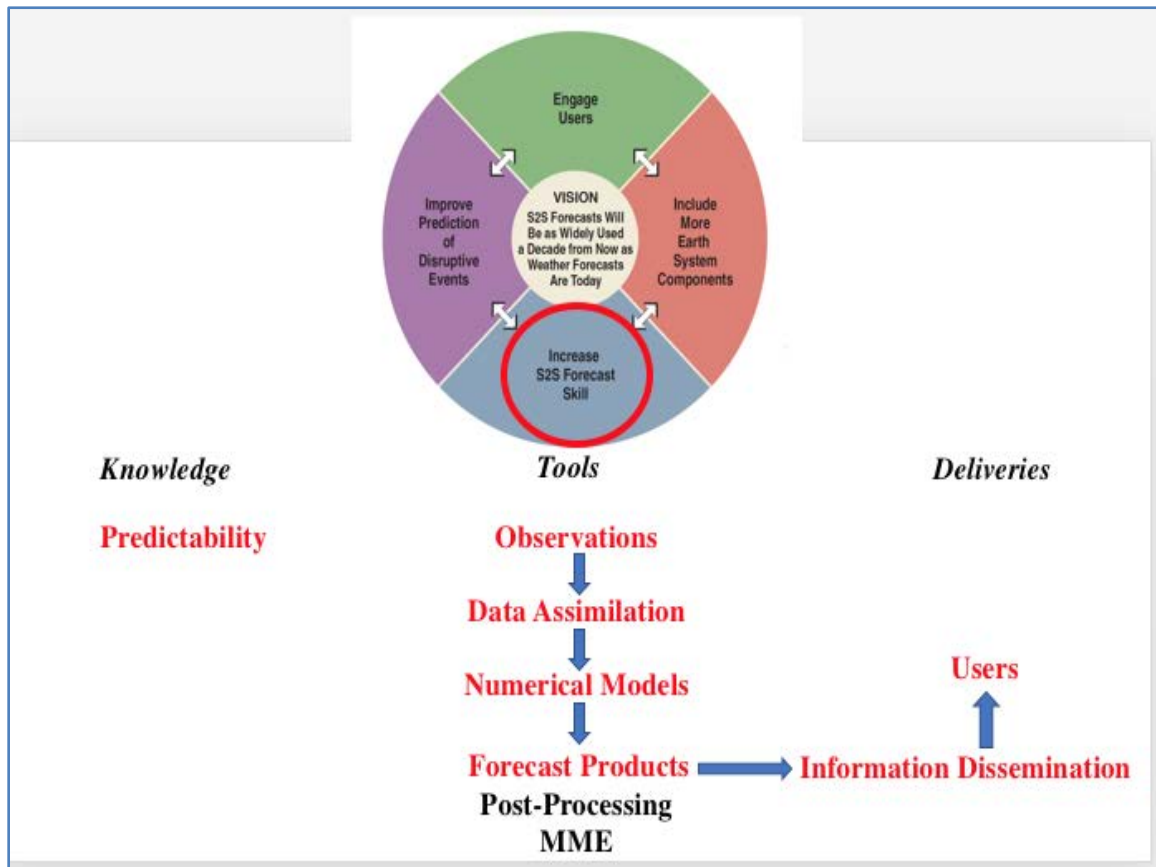 Engage
Users
Improve
Prediction
of
Disruptive
Events
VISION
S2S Forecasts Will
Be as Widely Used
a Decade from Now as
Weather Forecasts
Are Today
Include
More
Earth
System
Components
Increase
S2S Forecast
Skill
Knowledge
Tools
Deliveries
Predictability
Observations
Data Assimilation
Numerical Models
Users
Forecast Products
Information Dissemination
Post-Processing
MME